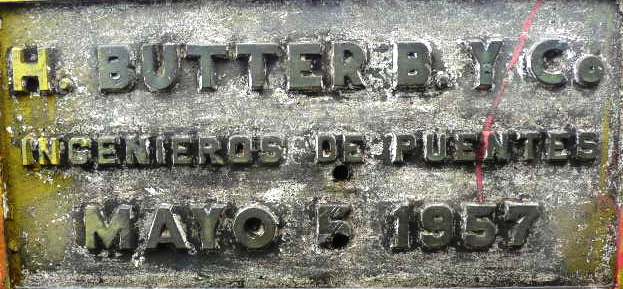 H. BUTTER B. Y Co
INGENIEROS DE PUENTES
MAYO 5 1957